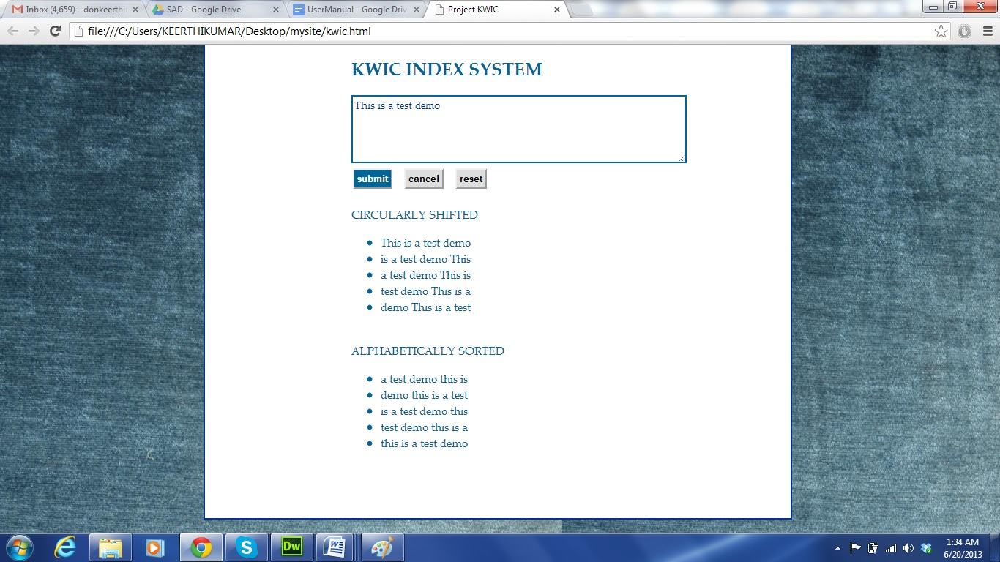 Inbox (4,659) - donkeerthi
SAD - Google Drive
UserManual - Google Driv
Project KWIC
file:///C:/Users/KEERTHIKUMAR/Desktop/mysite/kwic.html
KWIC INDEX SYSTEM
This is a test demo
submit cancel reset
CIRCULARLY SHIFTED
This is a test demo
is a test demo This
a test demo This is
test demo This is a
demo This is a test
ALPHABETICALLY SORTED
a test demo this is
demo this is a test
is a test demo this
test demo this is a
this is a test demo
Dw
1:34 AM
6/20/2013